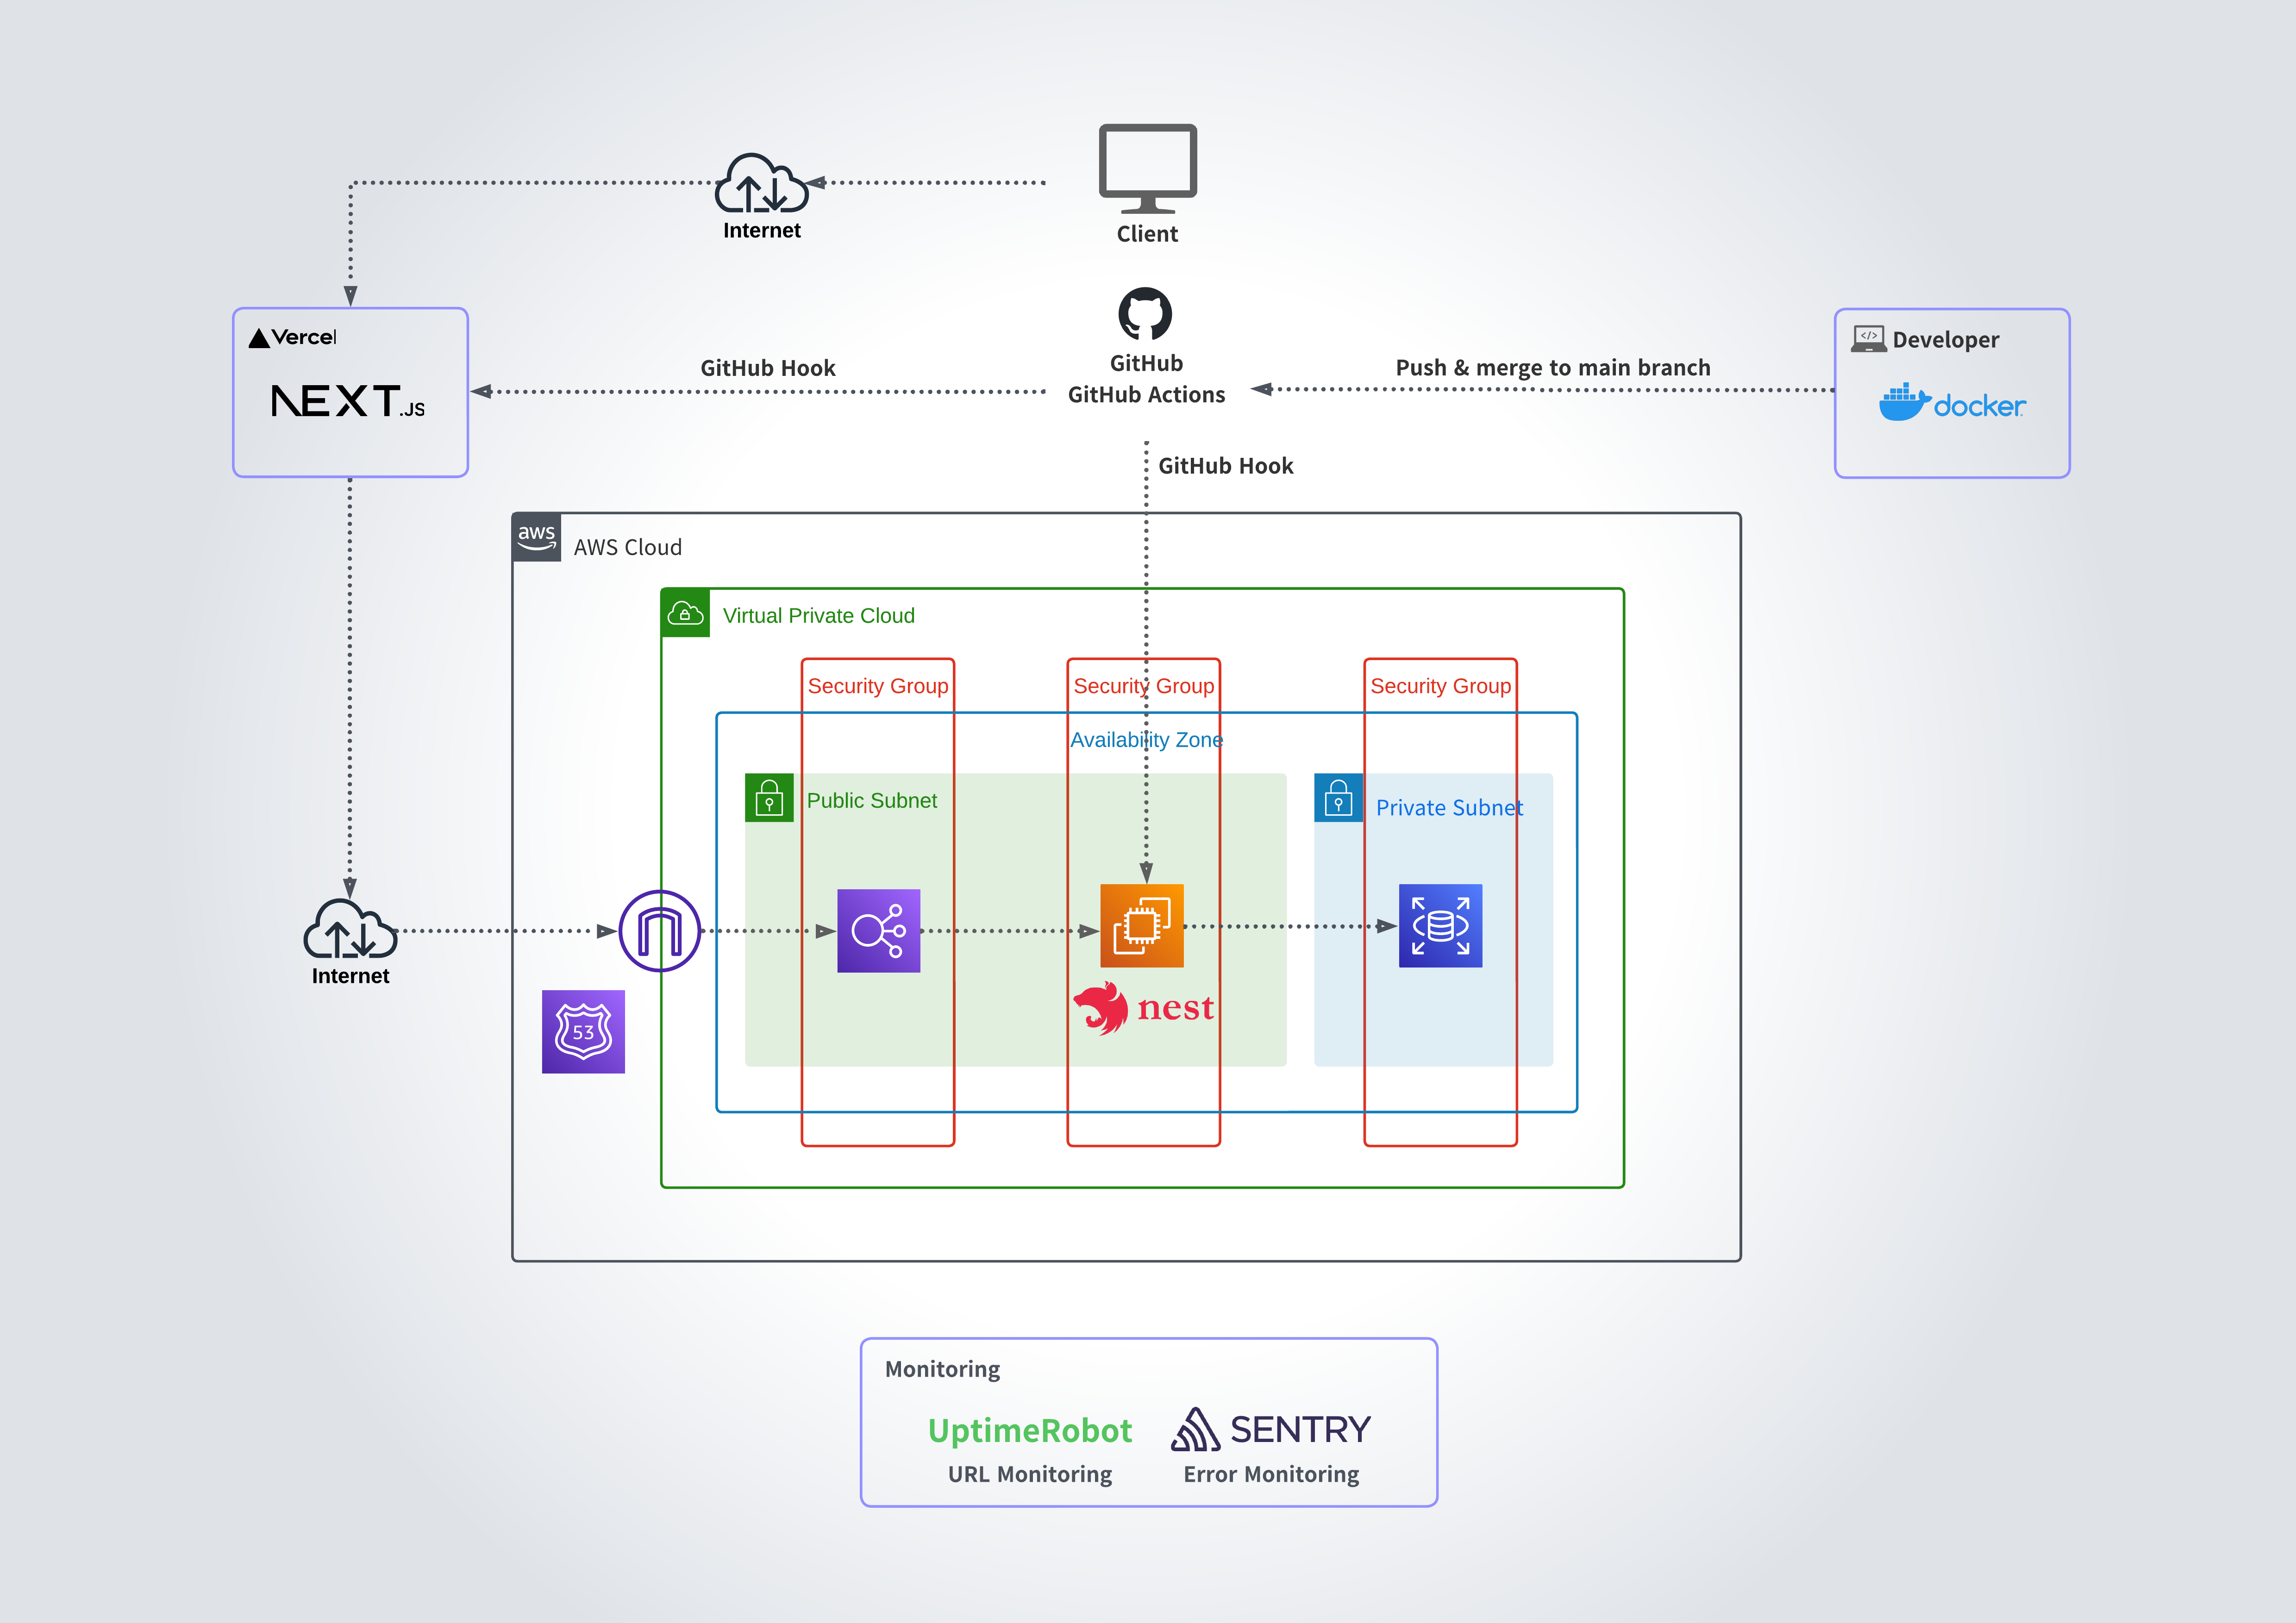 Client
Internet
GitHub
GitHub Actions
GitHub Hook
Push & merge to main branch
Vercel
NEXT.JS
</> Developer
docker
GitHub Hook
aws AWS Cloud
Virtual Private Cloud
Security Group
Security Group
Security Group
Availability Zone
Public Subnet
Private Subnet
Internet
nest
53
Monitoring
UptimeRobot
SENTRY
URL Monitoring
Error Monitoring